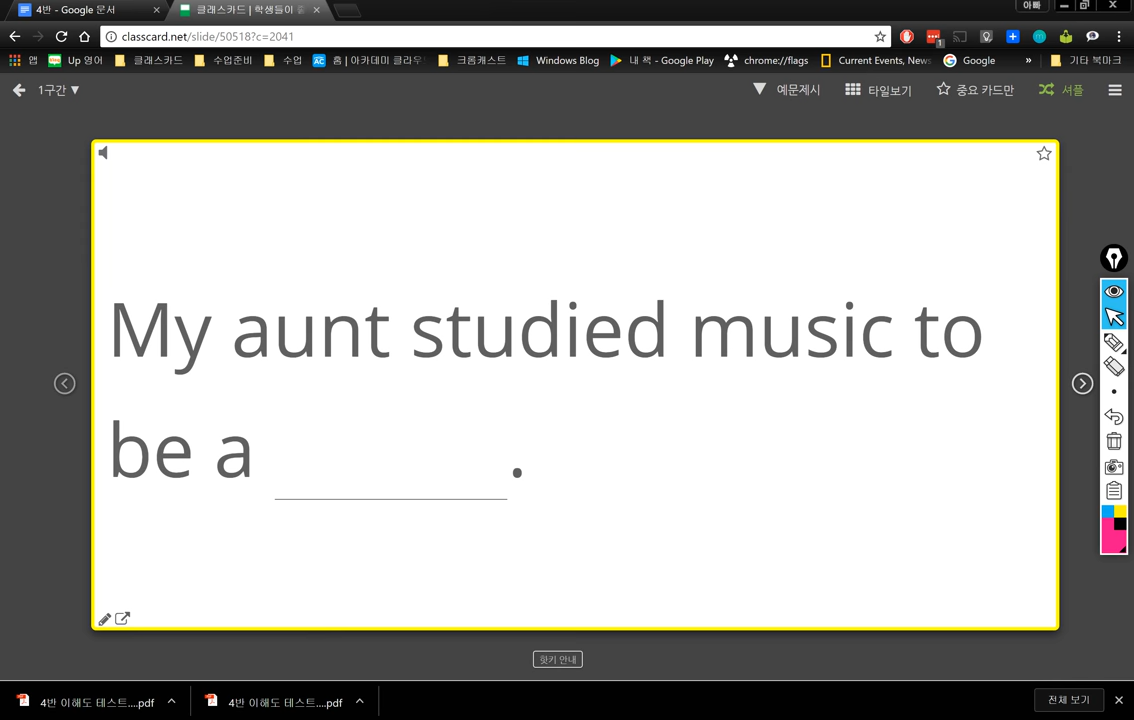 4반 - Google 문서
클래스카드 | 학생들이 좋
아빠
classcard.net/slide/50518?c=2041
1
앱
Up 영어
클래스카드
수업준비
수업
AC 홈 | 아카데미 클라우
크롬캐스트
Windows Blog
내 책 - Google Play
chrome://flags
Current Events, News
Google
»
기타 북마크
1구간 ▼
예문제시
타일보기
중요 카드만
셔플
My aunt studied music to
be a ________ .
핫키 안내
4반 이해도 테스트....pdf
4반 이해도 테스트....pdf
전체 보기